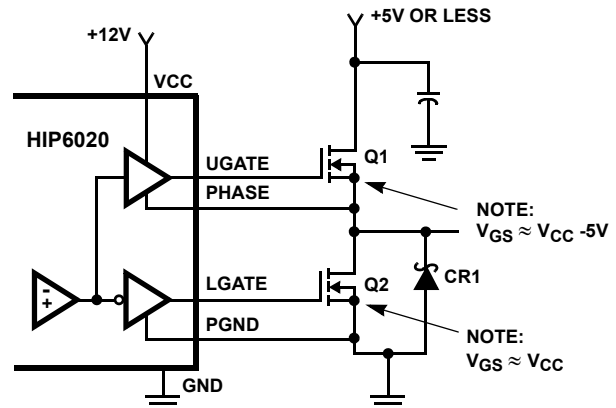 +5V OR LESS
+12V
VCC
HIP6020
UGATE
Q1
PHASE
NOTE:
VGS ≈ VCC -5V
- +
LGATE
Q2
CR1
PGND
NOTE:
VGS ≈ VCC
GND